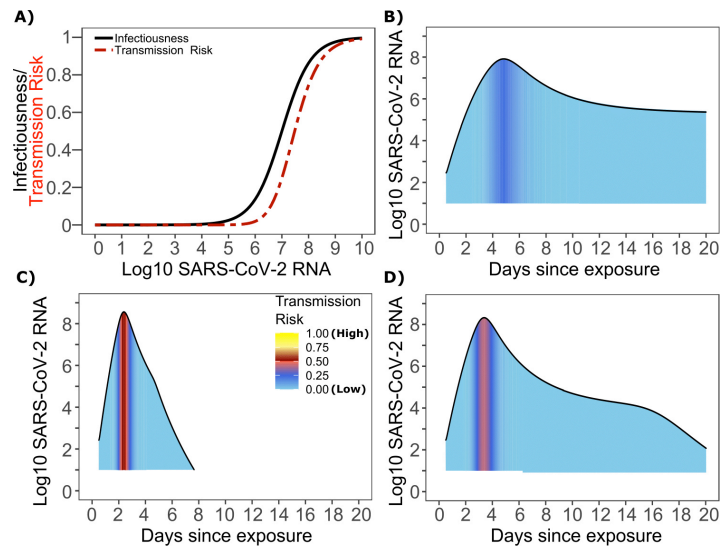 A)
Infectiousness
Transmission Risk
Infectiousness/
Transmission Risk
1
0.8
0.6
0.4
0.2
0
0 1 2 3 4 5 6 7 8 9 10
Log10 SARS-CoV-2 RNA
B)
Log10 SARS-CoV-2 RNA
8
6
4
2
0
0 2 4 6 8 10 12 14 16 18 20
Days since exposure
C)
Log10 SARS-CoV-2 RNA
8
6
4
2
0
0 2 4 6 8 10 12 14 16 18 20
Days since exposure
Transmission
Risk
1.00 (High)
0.75
0.50
0.25
0.00 (Low)
D)
Log10 SARS-CoV-2 RNA
8
6
4
2
0
0 2 4 6 8 10 12 14 16 18 20
Days since exposure